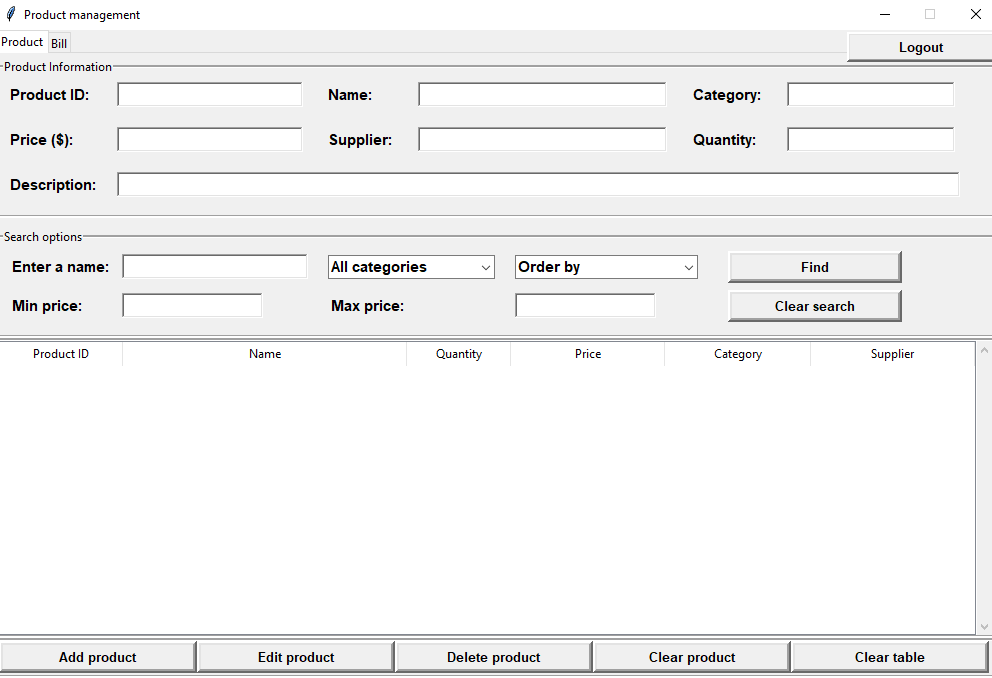 Product management
Product Bill Logout
Product Information
Product ID: Name: Category:
Price ($): Supplier: Quantity:
Description:
Search options
Enter a name: All categories Order by Find
Min price: Max price: Clear search
Product ID Name Quantity Price Category Supplier
Add product Edit product Delete product Clear product Clear table